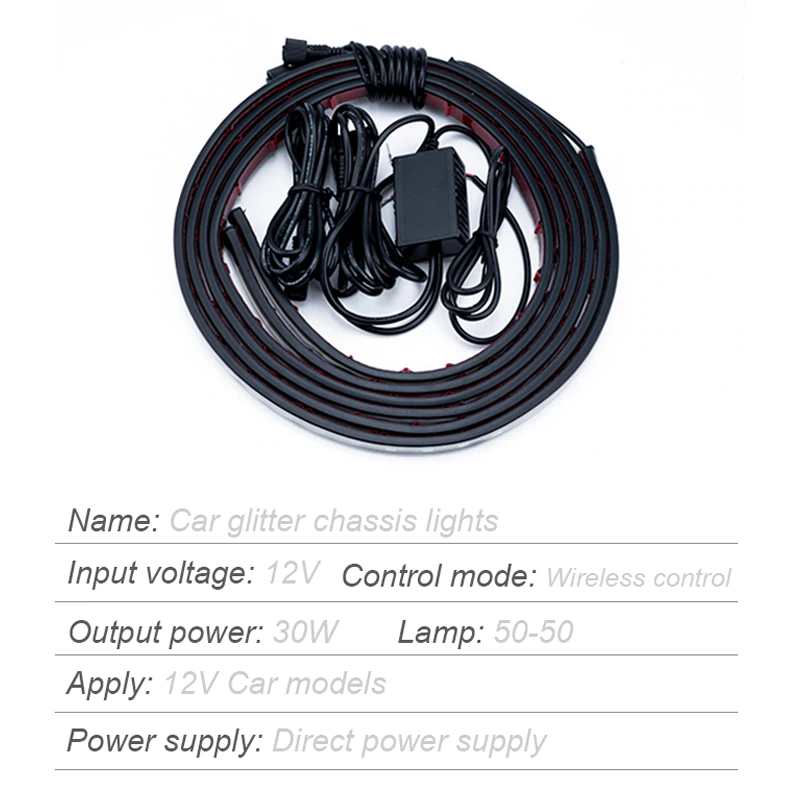 Name: Car glitter chassis lights
Input voltage: 12V Control mode: Wireless control
Output power: 30W Lamp: 50-50
Apply: 12V Car models
Power supply: Direct power supply